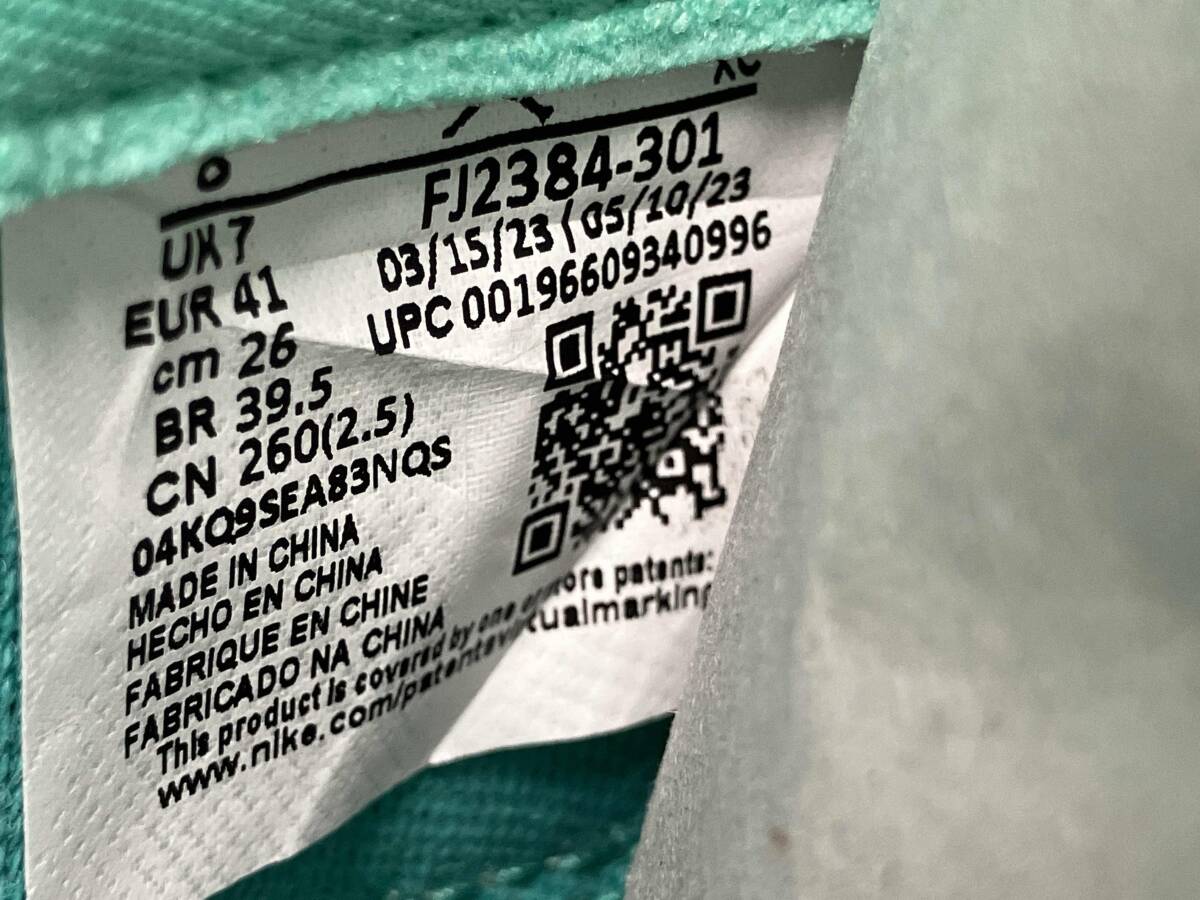 XC
FJ2384-301
03/15/23 / 05/10/23
UPC 00196609340996
UK 7
EUR 41
cm 26
BR 39.5
CN 260(2.5)
04KQ9SEA83NQS
MADE IN CHINA
HECHO EN CHINA
FABRIQUE EN CHINE
FABRICADO NA CHINA
This product is covered by one or more patents:
www.nike.com/patentsvirtualmarking